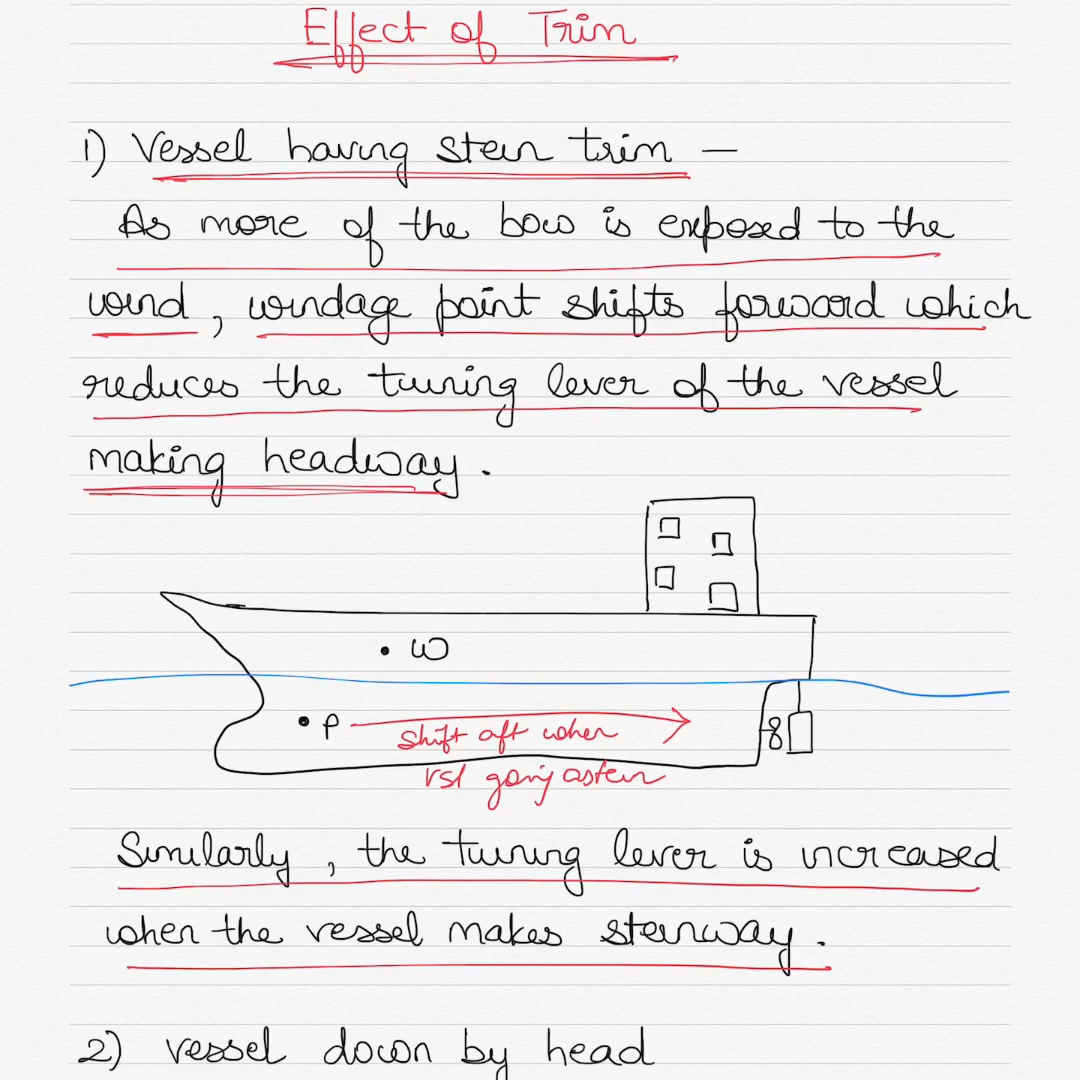 Effect of Trim
1) Vessel having stern trim —
As more of the bow is exposed to the
wind, windage point shifts forward which
reduces the turning lever of the vessel
making headway.
• W
• P shift aft when
vsl going astern
Similarly, the turning lever is increased
when the vessel makes sternway.
2) vessel down by head